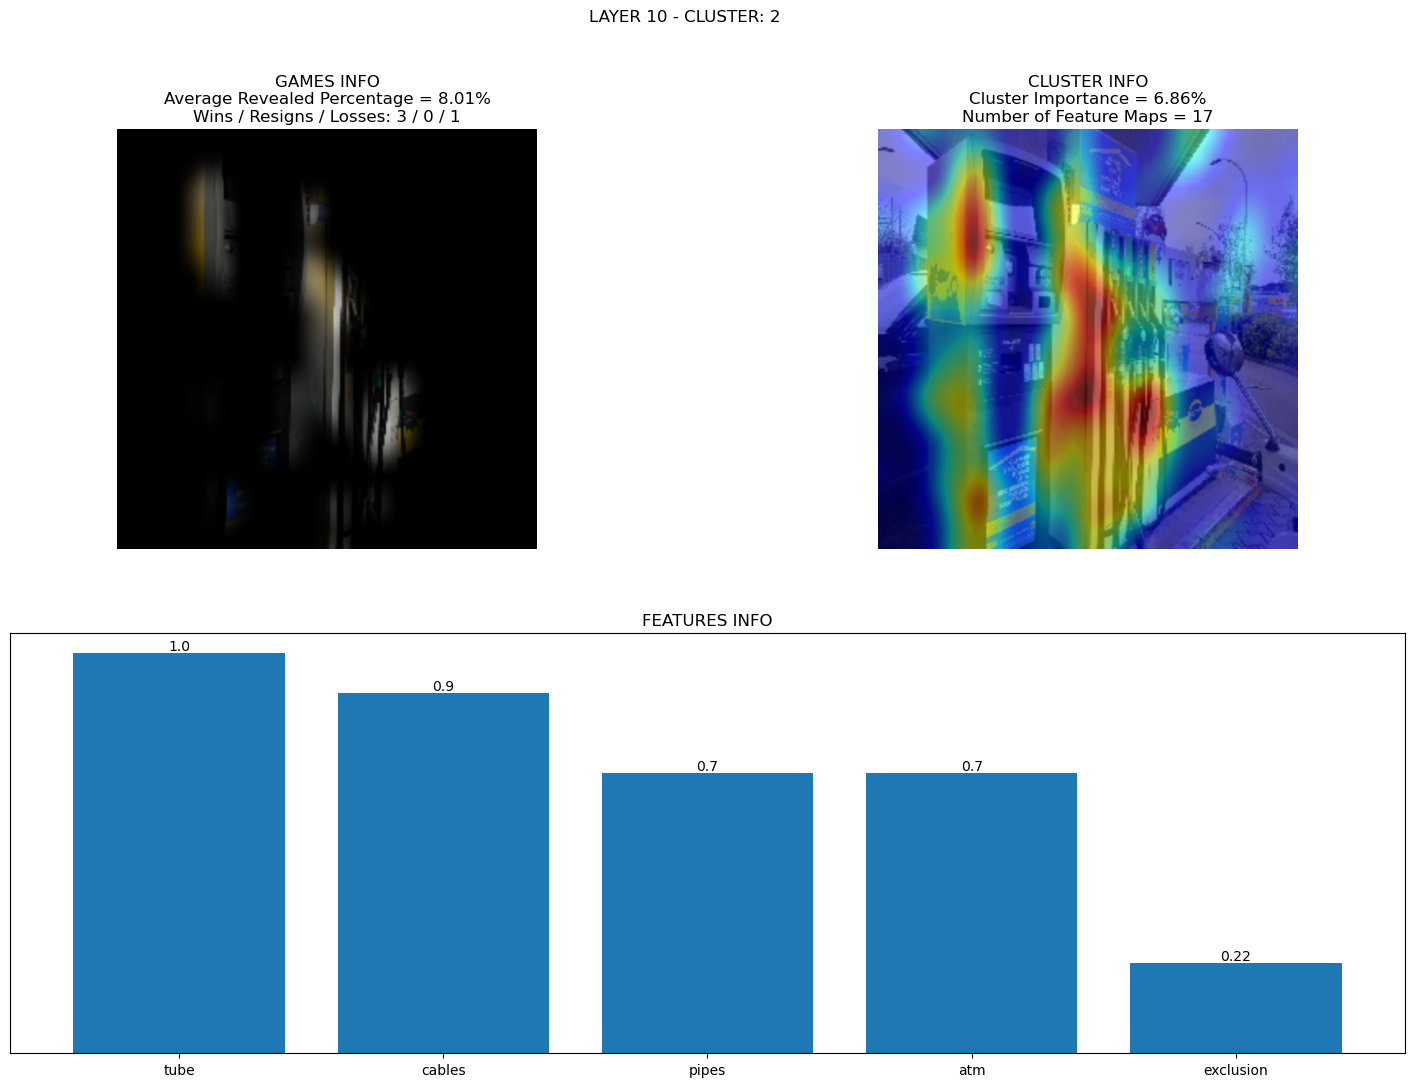 LAYER 10 - CLUSTER: 2
GAMES INFO
Average Revealed Percentage = 8.01%
Wins / Resigns / Losses: 3 / 0 / 1
CLUSTER INFO
Cluster Importance = 6.86%
Number of Feature Maps = 17
FEATURES INFO
1.0
0.9
0.7
0.7
0.22
tube
cables
pipes
atm
exclusion